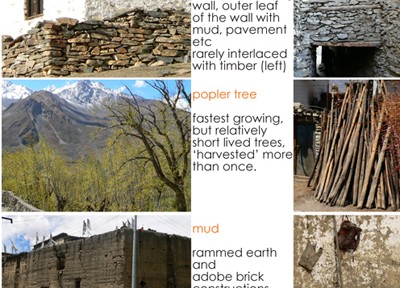 wall, outer leaf
of the wall with
mud, pavement
etc
rarely interlaced
with timber (left)
popler tree
fastest growing,
but relatively
short lived trees,
‘harvested’ more
than once.
mud
rammed earth
and
adobe brick
constructions